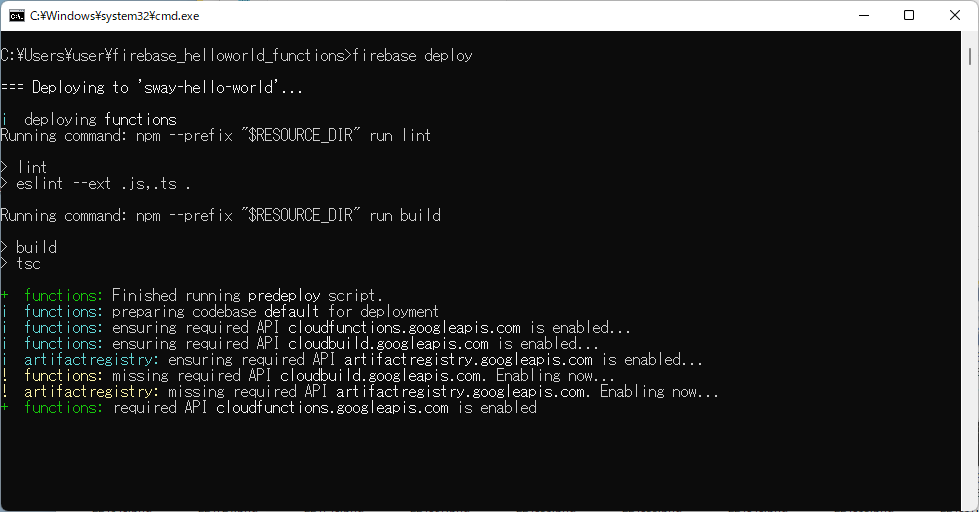 C:¥Windows¥system32¥cmd.exe
C:¥Users¥user¥firebase_helloworld_functions>firebase deploy
=== Deploying to 'sway-hello-world'...
i  deploying functions
Running command: npm --prefix "$RESOURCE_DIR" run lint
> lint
> eslint --ext .js,.ts .
Running command: npm --prefix "$RESOURCE_DIR" run build
> build
> tsc
+  functions: Finished running predeploy script.
i  functions: preparing codebase default for deployment
i  functions: ensuring required API cloudfunctions.googleapis.com is enabled...
i  functions: ensuring required API cloudbuild.googleapis.com is enabled...
i  artifactregistry: ensuring required API artifactregistry.googleapis.com is enabled...
!  functions: missing required API cloudbuild.googleapis.com. Enabling now...
!  artifactregistry: missing required API artifactregistry.googleapis.com. Enabling now...
+  functions: required API cloudfunctions.googleapis.com is enabled